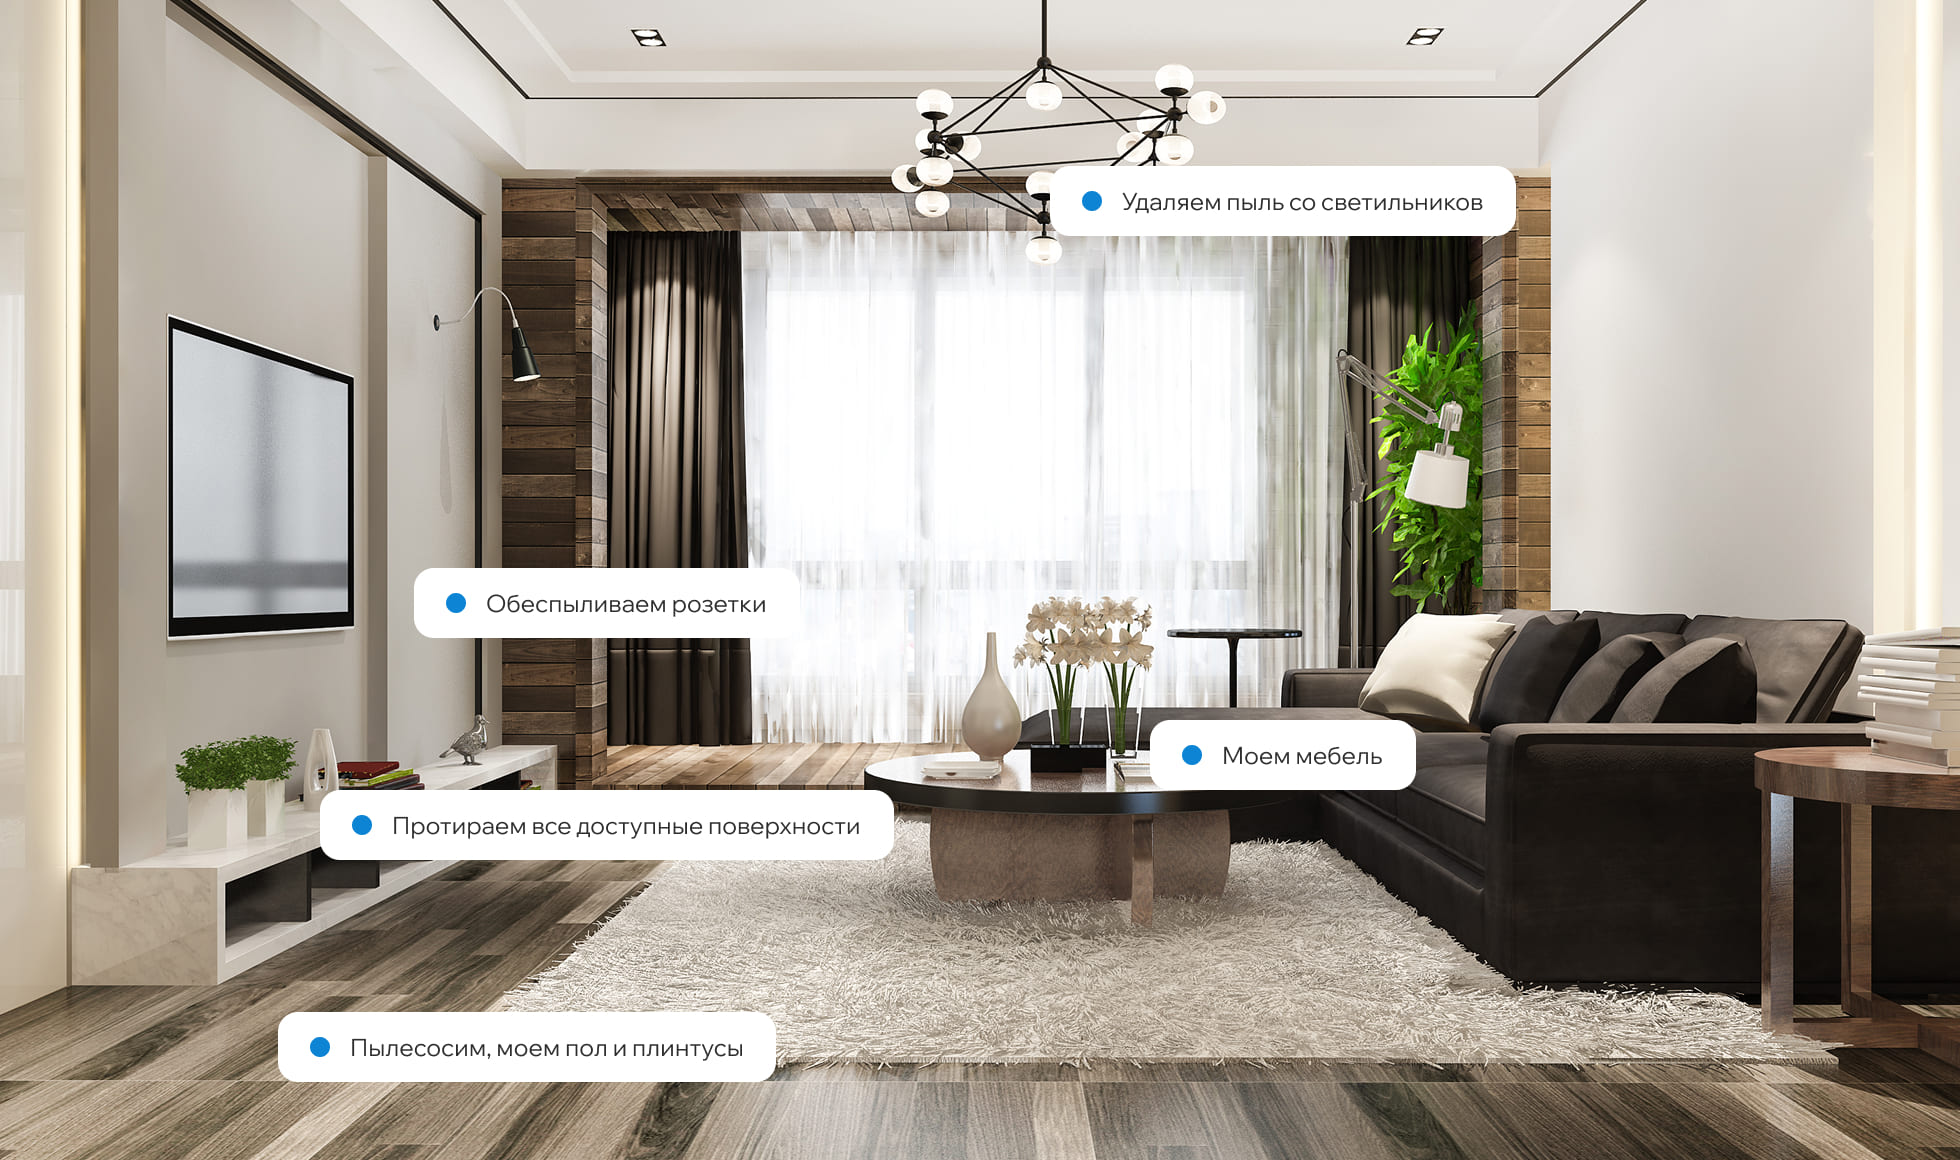 Удаляем пыль со светильников
Обеспыливаем розетки
Моем мебель
Протираем все доступные поверхности
Пылесосим, моем пол и плинтусы